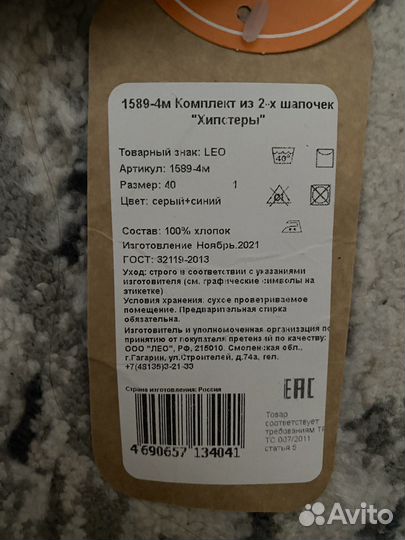 1589-4м Комплект из 2-х шапочек
"Хипстеры"
Товарный знак: LEO
Артикул: 1589-4м
Размер: 40 1
Цвет: серый+синий
40°
Состав: 100% хлопок
Изготовление Ноябрь.2021
ГОСТ: 32119-2013
Уход: строго в соответствии с указаниями
изготовителя (см. графические символы на
этикетке)
Условия хранения: сухое проветриваемое
помещение. Предварительная стирка
обязательна.
Изготовитель и уполномоченная организация по
принятию от покупателя претензий по качеству:
ООО "ЛЕО", РФ, 215010, Смоленская обл.,
г.Гагарин, ул.Строителей, д.74а, тел.
+7(48135)3-21-33
Страна изготовления: Россия
EAC
Товар
соответствует
требованиям ТР
ТС 007/2011
статья 5
4 690657 134041
Avito